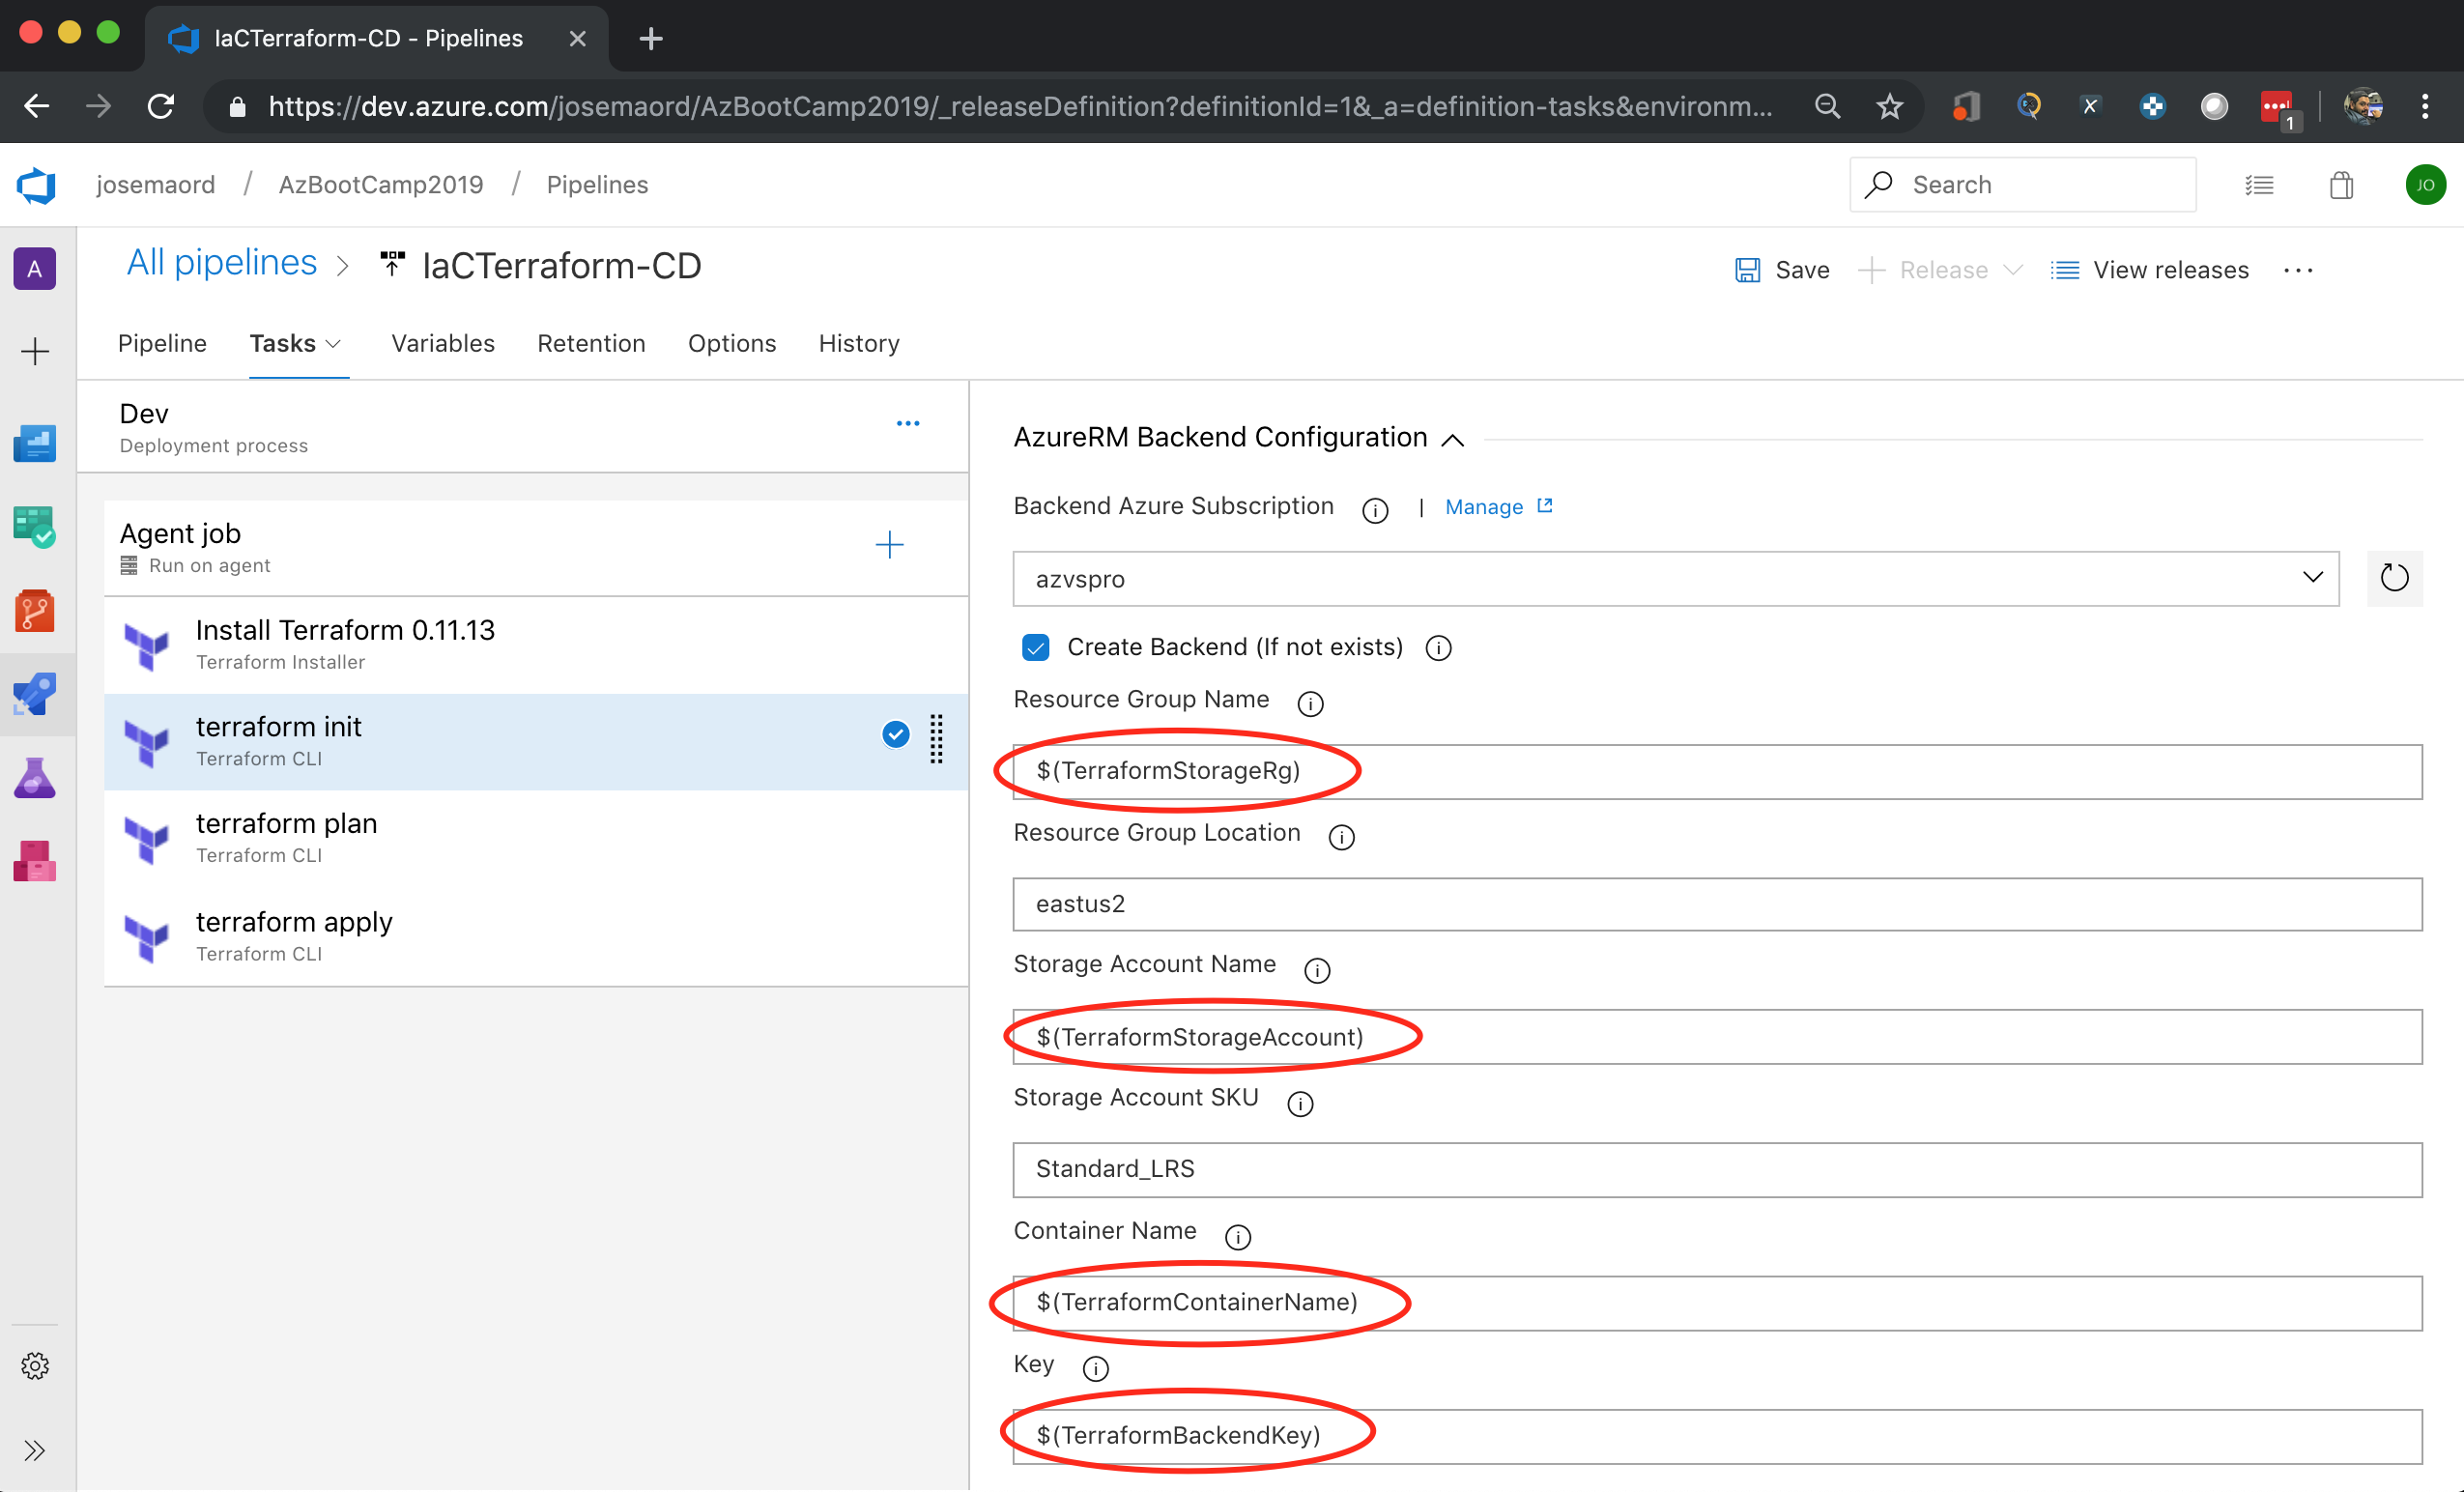 IaCTerraform-CD - Pipelines
https://dev.azure.com/josemaord/AzBootCamp2019/_releaseDefinition?definitionId=1&_a=definition-tasks&environm...
1
josemaord / AzBootCamp2019 / Pipelines
Search
JO
A
All pipelines > IaCTerraform-CD
Save
Release
View releases
Pipeline
Tasks
Variables
Retention
Options
History
Dev
Deployment process
Agent job
Run on agent
Install Terraform 0.11.13
Terraform Installer
terraform init
Terraform CLI
terraform plan
Terraform CLI
terraform apply
Terraform CLI
AzureRM Backend Configuration
Backend Azure Subscription | Manage
azvspro
Create Backend (If not exists)
Resource Group Name
$(TerraformStorageRg)
Resource Group Location
eastus2
Storage Account Name
$(TerraformStorageAccount)
Storage Account SKU
Standard_LRS
Container Name
$(TerraformContainerName)
Key
$(TerraformBackendKey)